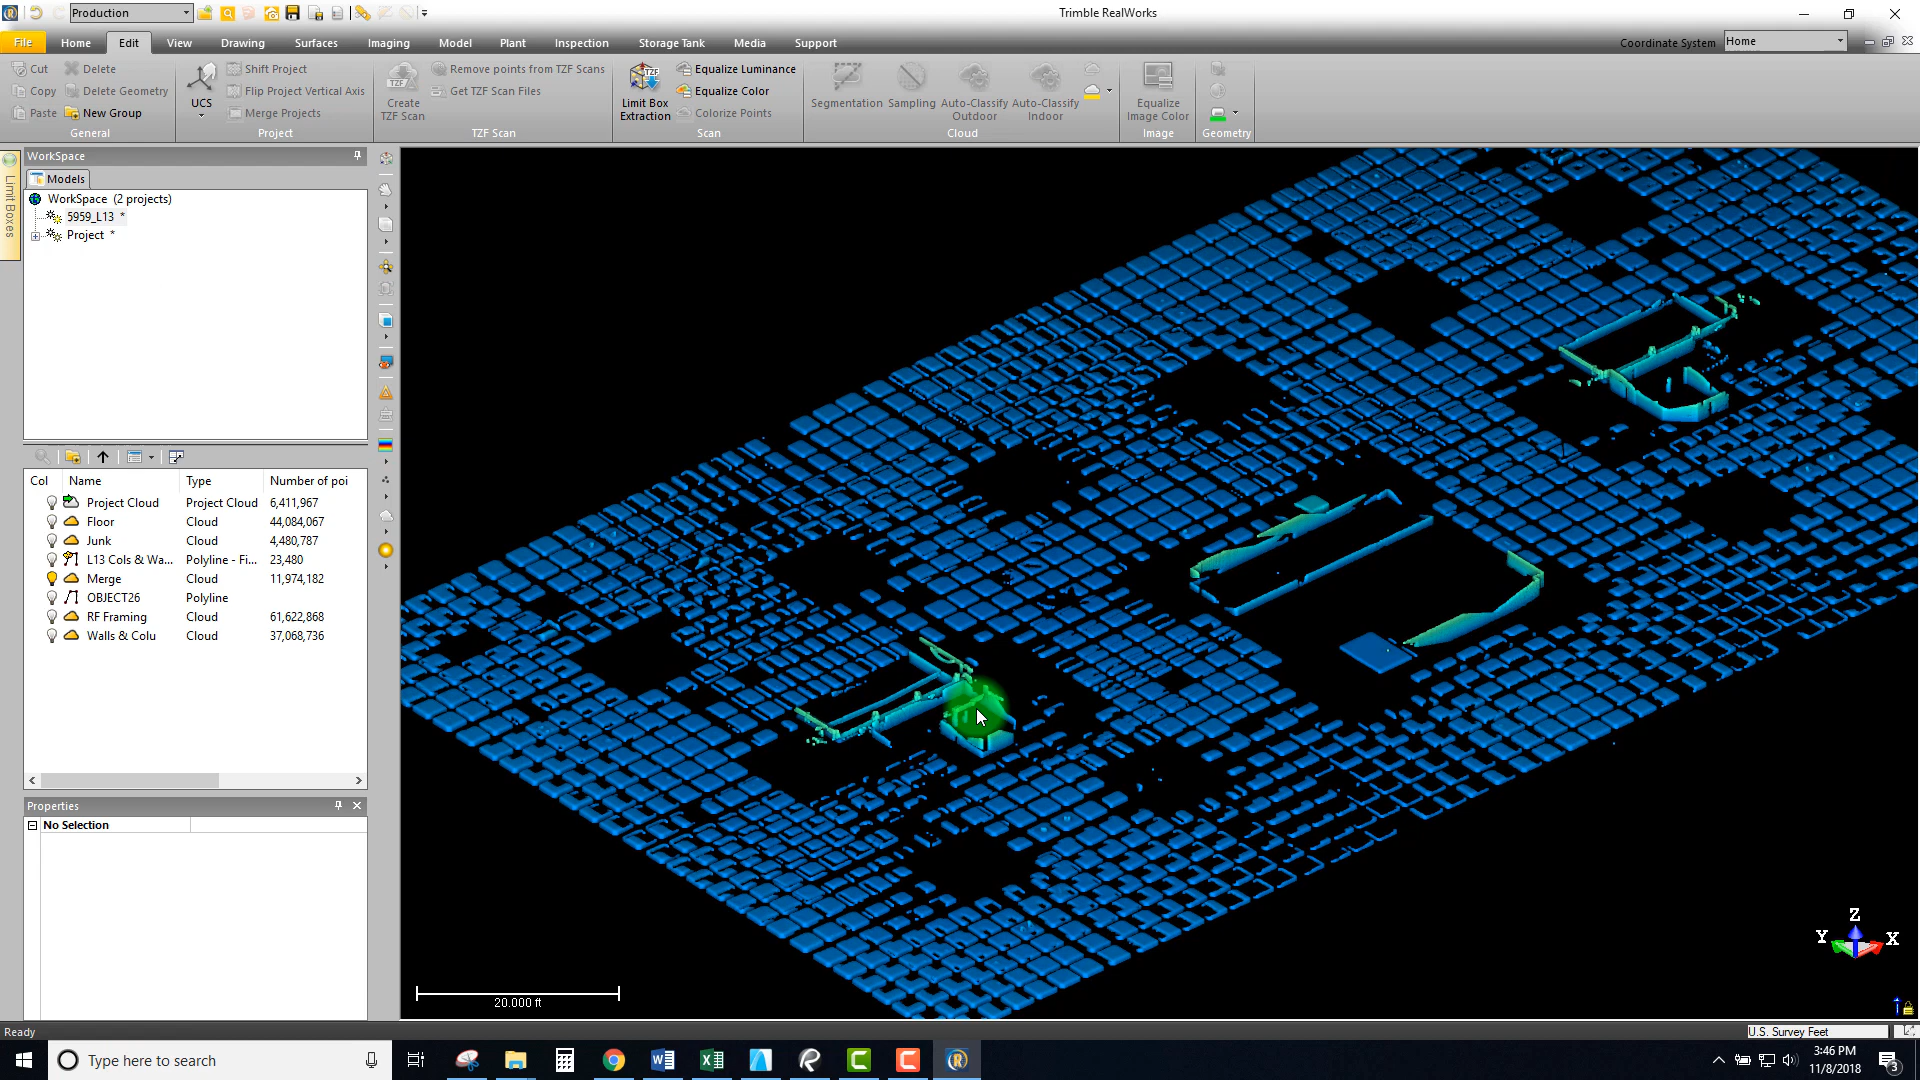 Production
Trimble RealWorks
File Home Edit View Drawing Surfaces Imaging Model Plant Inspection Storage Tank Media Support
Coordinate System Home
Cut Delete
Copy Delete Geometry
Paste New Group
General
UCS
Shift Project
Flip Project Vertical Axis
Merge Projects
Project
TZF
Create
TZF Scan
Remove points from TZF Scans
Get TZF Scan Files
TZF Scan
TZF
Limit Box
Extraction
Equalize Luminance
Equalize Color
Colorize Points
Scan
Segmentation
Sampling
Auto-Classify
Outdoor
Auto-Classify
Indoor
Cloud
Equalize
Image Color
Image
Geometry
Limit Boxes
WorkSpace
Models
WorkSpace (2 projects)
5959_L13 *
Project *
Col Name Type Number of poi
Project Cloud Project Cloud 6,411,967
Floor Cloud 44,084,067
Junk Cloud 4,480,787
L13 Cols & Wa... Polyline - Fi... 23,480
Merge Cloud 11,974,182
OBJECT26 Polyline
RF Framing Cloud 61,622,868
Walls & Colu Cloud 37,068,736
Properties
No Selection
20.000 ft
Z
Y
X
Ready
U.S. Survey Feet
Type here to search
3:46 PM
11/8/2018
3